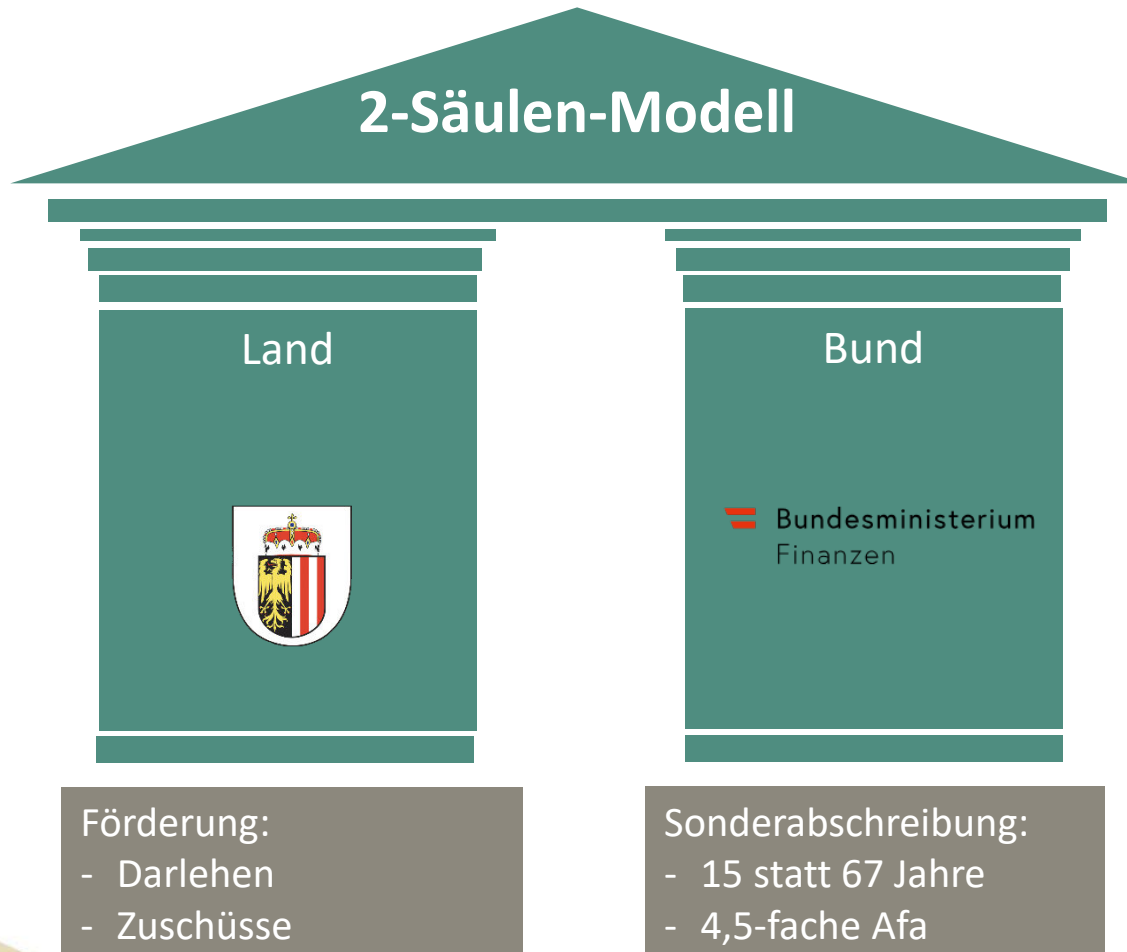 2-Säulen-Modell
Land
Bund
Bundesministerium
Finanzen
Förderung:
- Darlehen
- Zuschüsse
Sonderabschreibung:
- 15 statt 67 Jahre
- 4,5-fache Afa